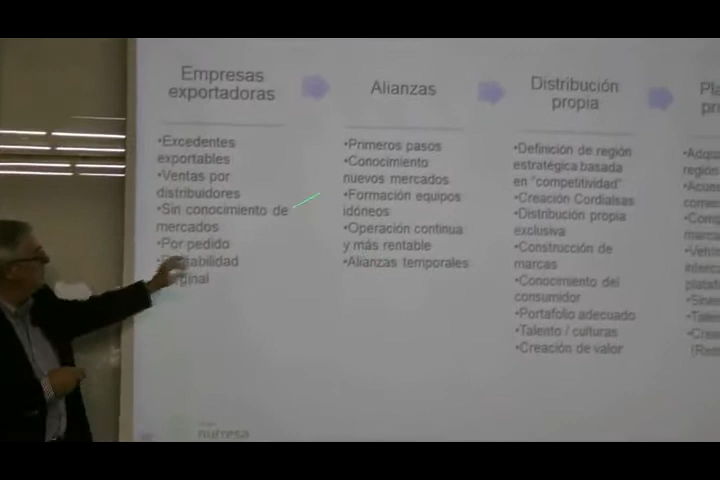 Empresas
exportadoras
•Excedentes
exportables
•Ventas por
distribuidores
•Sin conocimiento de
mercados
•Por pedido
Alianzas
•Primeros pasos
•Conocimiento
nuevos mercados
•Formación equipos
idóneos
•Operación continua
y más rentable
•Alianzas temporales
Distribución
propia
•Definición de región
estratégica basada
en "competitividad"
•Creación Cordialsas
•Distribución propia
exclusiva
•Construcción de
marcas
•Conocimiento del
consumidor
•Portafolio adecuado
•Talento / culturas
•Creación de valor
nutresa